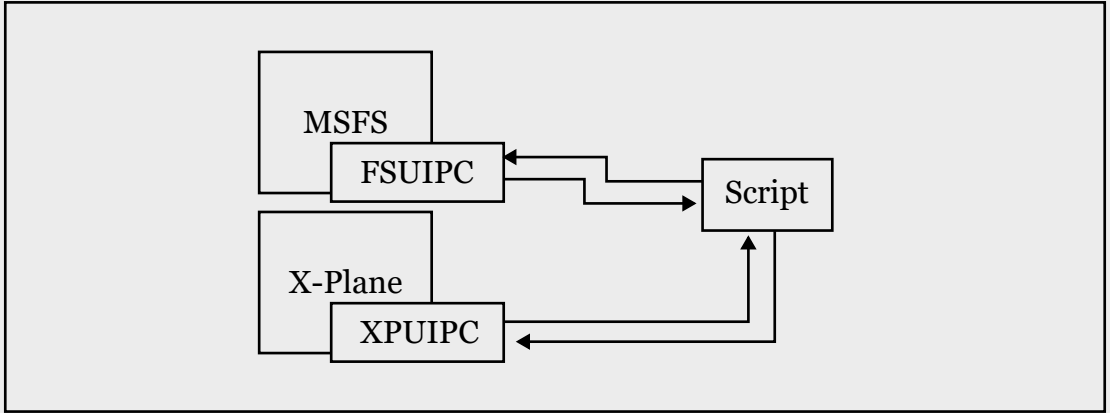 MSFS
FSUIPC
Script
X-Plane
XPUIPC